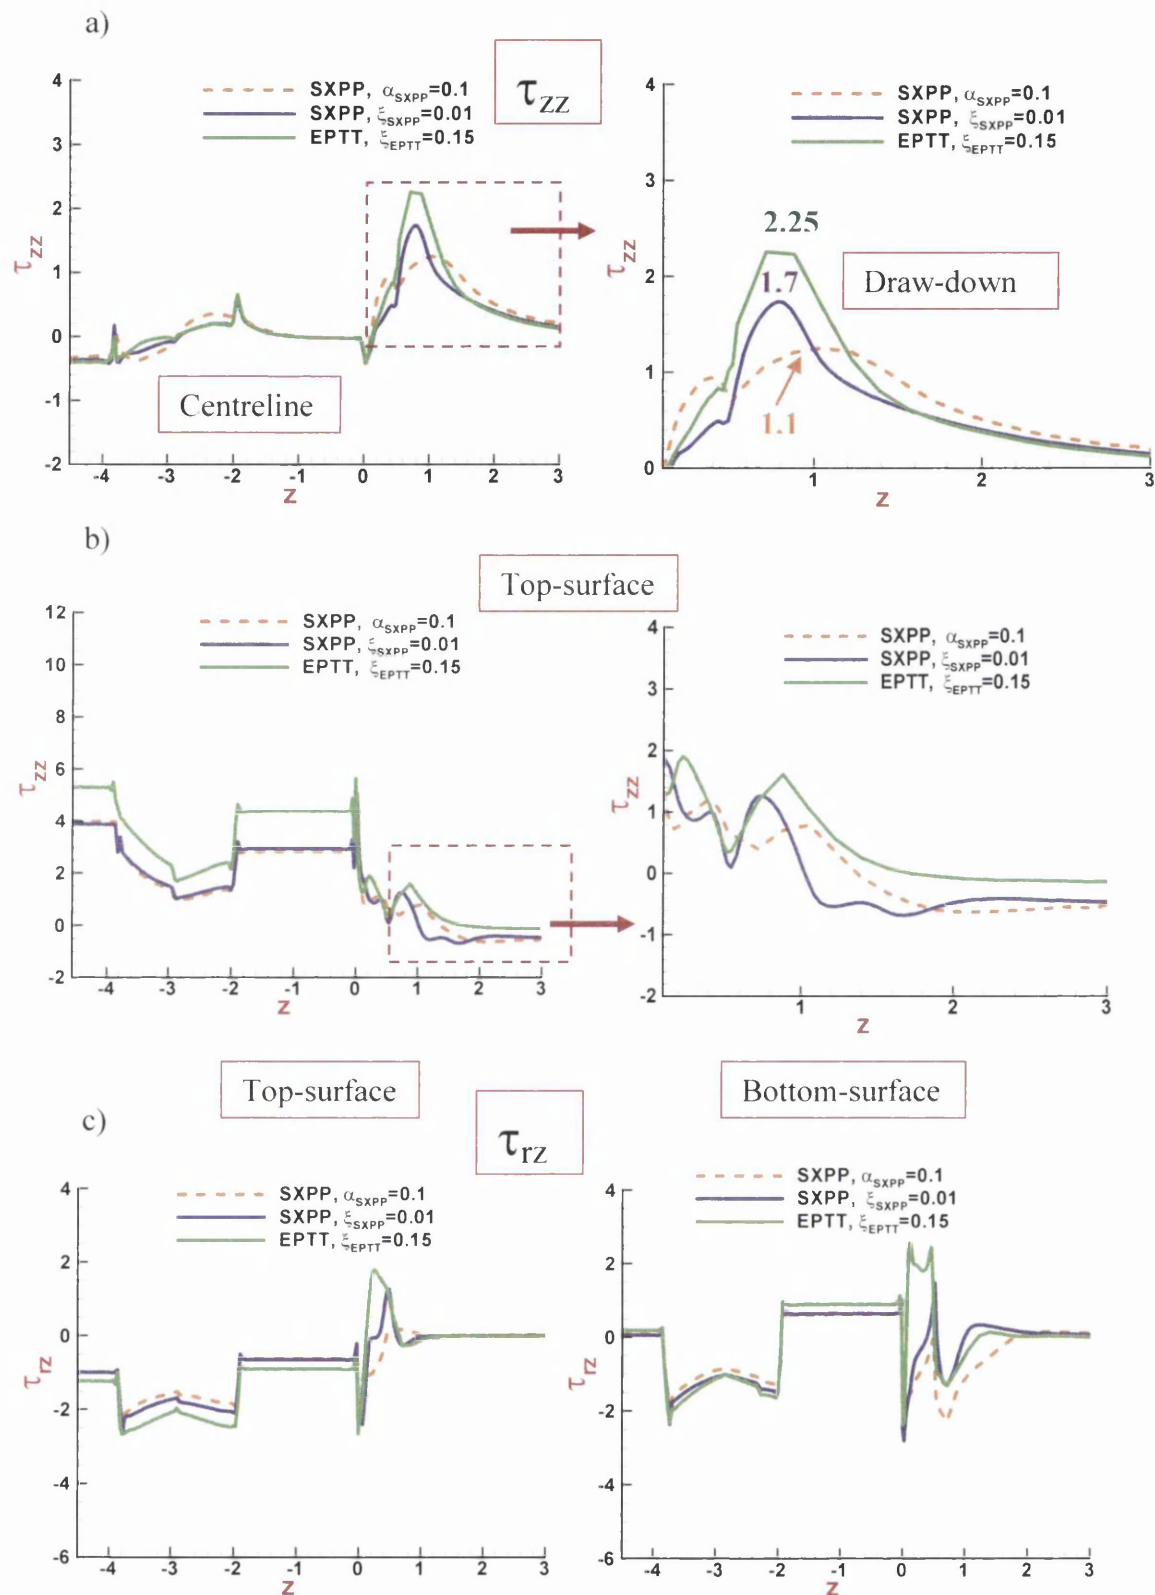 a)
τzz
SXPP, αSXPP=0.1
SXPP, ξSXPP=0.01
EPTT, ξEPTT=0.15
4
3
2
1
0
-1
-2
τzz
-4 -3 -2 -1 0 1 2 3
z
Centreline
SXPP, αSXPP=0.1
SXPP, ξSXPP=0.01
EPTT, ξEPTT=0.15
4
3
2
1
0
τzz
2.25
1.7
1.1
Draw-down
1 2 3
z
b)
Top-surface
SXPP, αSXPP=0.1
SXPP, ξSXPP=0.01
EPTT, ξEPTT=0.15
12
10
8
6
4
2
0
-2
τzz
-4 -3 -2 -1 0 1 2 3
z
SXPP, αSXPP=0.1
SXPP, ξSXPP=0.01
EPTT, ξEPTT=0.15
4
3
2
1
0
-1
-2
τzz
1 2 3
z
Top-surface
Bottom-surface
c)
τrz
SXPP, αSXPP=0.1
SXPP, ξSXPP=0.01
EPTT, ξEPTT=0.15
4
2
0
-2
-4
-6
τrz
-4 -3 -2 -1 0 1 2 3
z
SXPP, αSXPP=0.1
SXPP, ξSXPP=0.01
EPTT, ξEPTT=0.15
4
2
0
-2
-4
-6
τrz
-4 -3 -2 -1 0 1 2 3
z